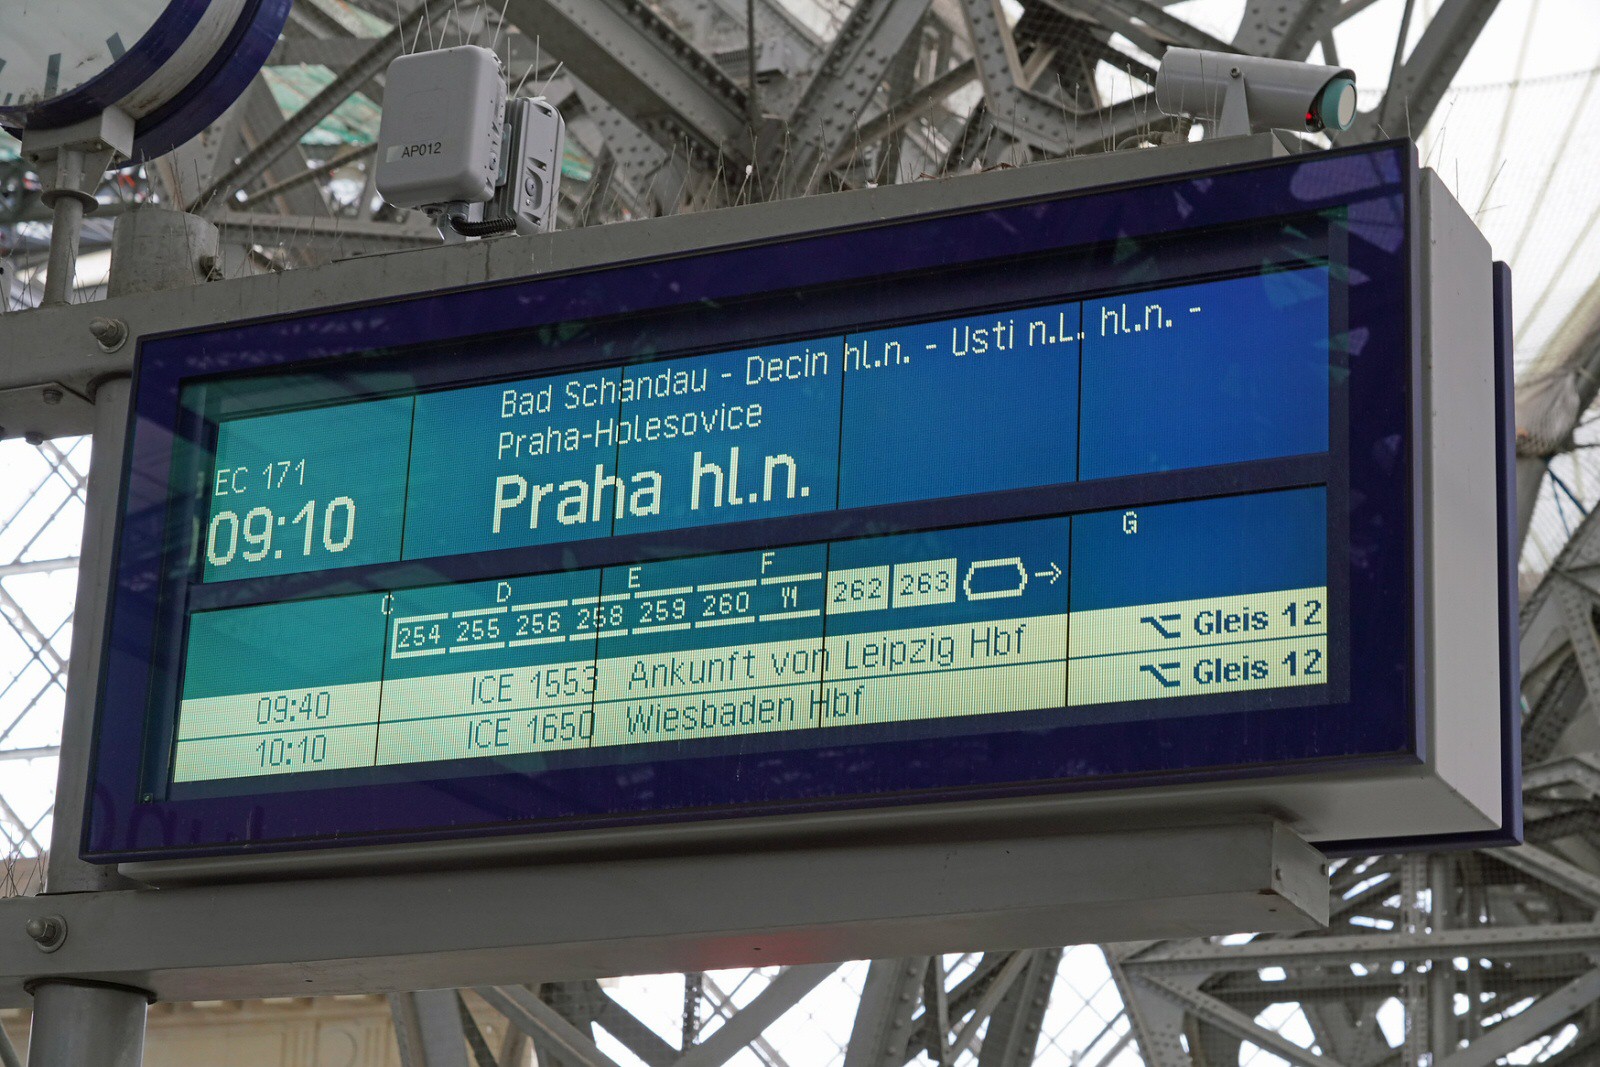 AP012
Bad Schandau - Decin hl.n. - Usti n.L. hl.n. -
Praha-Holesovice
EC 171
09:10 Praha hl.n.
C D E F G
254 255 256 258 259 260 262 263
09:40 ICE 1553 Ankunft von Leipzig Hbf Gleis 12
10:10 ICE 1650 Wiesbaden Hbf Gleis 12